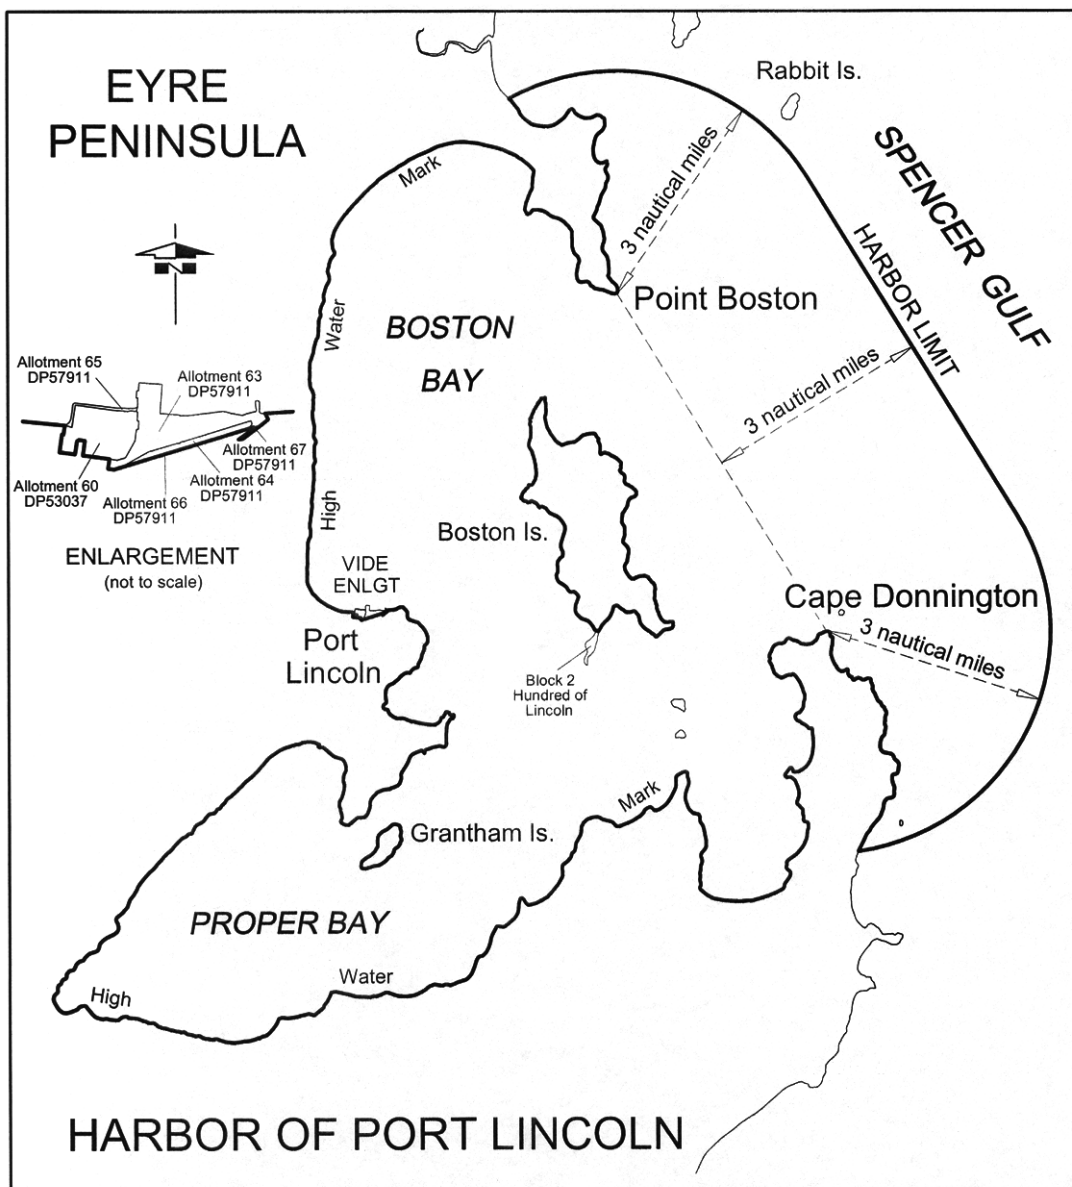 EYRE
PENINSULA
Rabbit Is.
SPENCER GULF
HARBOR LIMIT
3 nautical miles
Point Boston
3 nautical miles
Cape Donnington
3 nautical miles
Mark
Water
High
BOSTON
BAY
N
Allotment 65
DP57911
Allotment 63
DP57911
Allotment 67
DP57911
Allotment 64
DP57911
Allotment 60
DP53037
Allotment 66
DP57911
ENLARGEMENT
(not to scale)
Boston Is.
VIDE
ENLGT
Port
Lincoln
Block 2
Hundred of
Lincoln
Mark
Grantham Is.
PROPER BAY
Water
High
HARBOR OF PORT LINCOLN